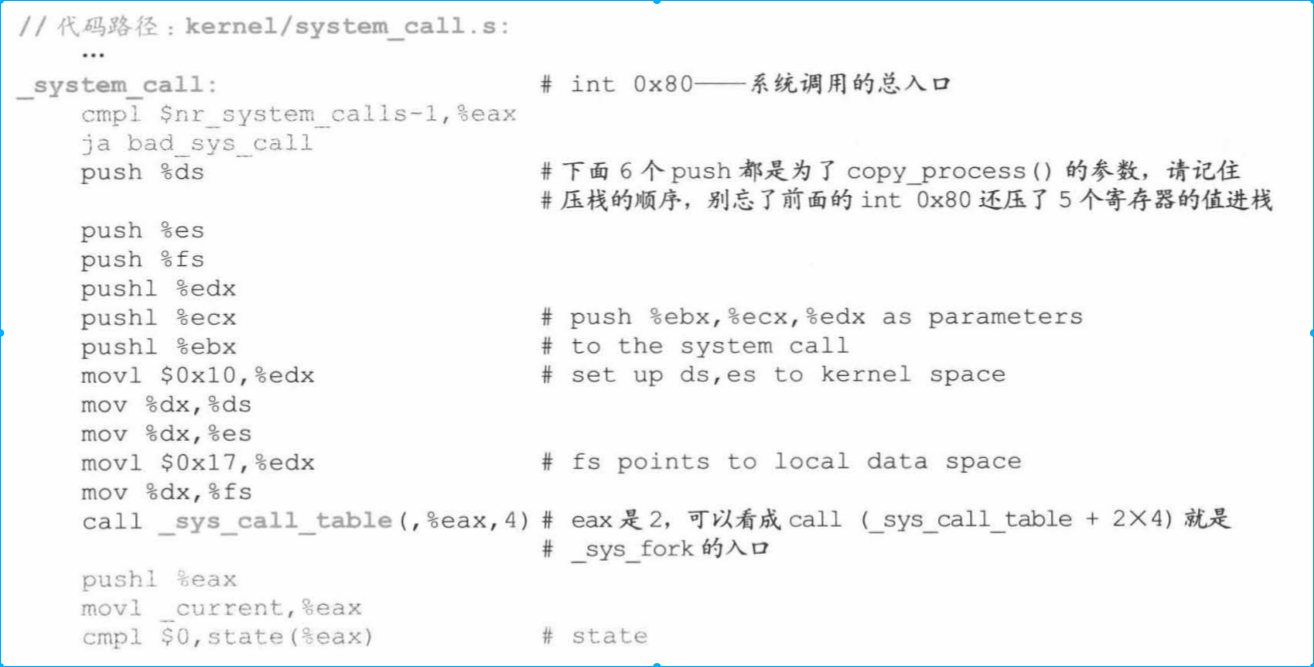 // 代码路径：kernel/system_call.s:
…
_system_call: # int 0x80——系统调用的总入口
cmpl $nr_system_calls-1,%eax
ja bad_sys_call
push %ds # 下面 6 个 push 都是为了 copy_process() 的参数，请记住
# 压栈的顺序，别忘了前面的 int 0x80 还压了 5 个寄存器的值进栈
push %es
push %fs
pushl %edx
pushl %ecx # push %ebx,%ecx,%edx as parameters
pushl %ebx # to the system call
movl $0x10,%edx # set up ds,es to kernel space
mov %dx,%ds
mov %dx,%es
movl $0x17,%edx # fs points to local data space
mov %dx,%fs
call _sys_call_table(,%eax,4) # eax 是 2，可以看成 call (_sys_call_table + 2×4) 就是
# _sys_fork 的入口
pushl %eax
movl _current,%eax
cmpl $0,state(%eax) # state